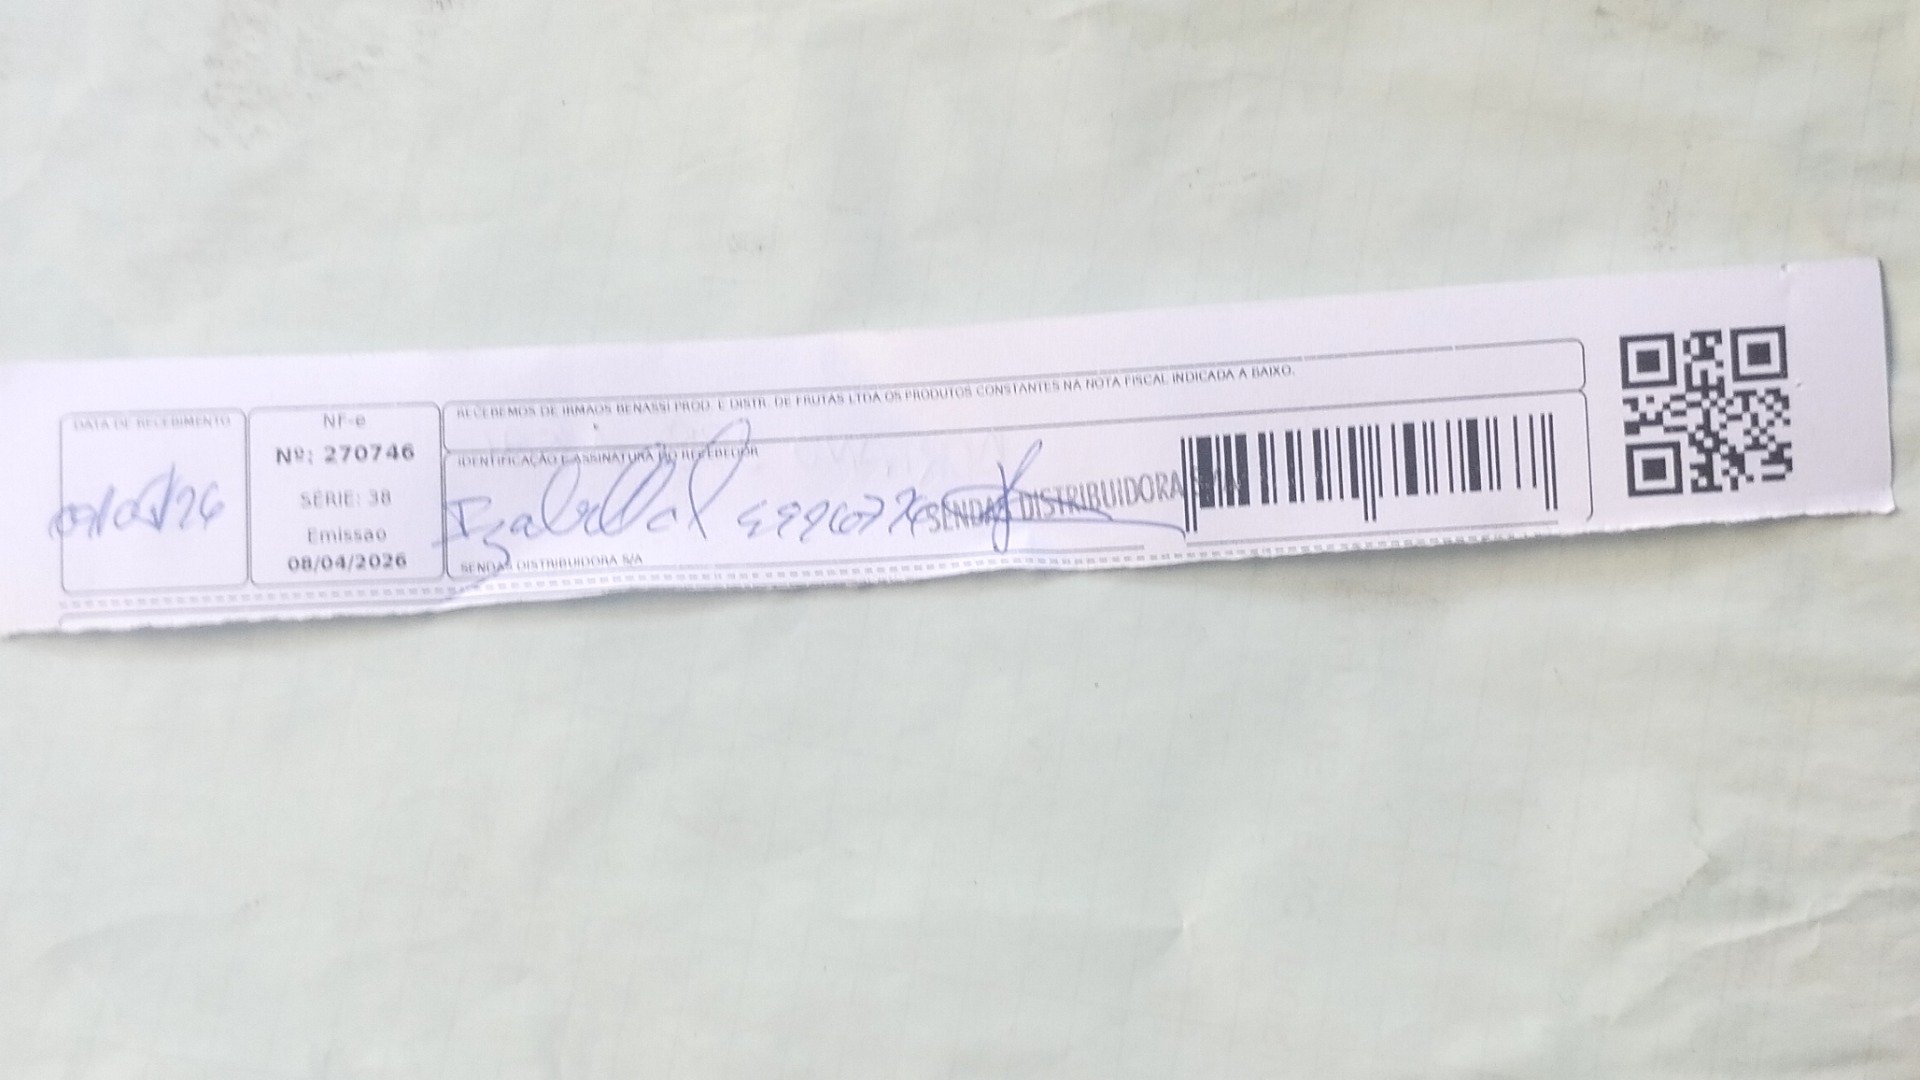 DATA DE RECEBIMENTO
NF-e
Nº: 270746
SÉRIE: 38
Emissao
08/04/2026
RECEBEMOS DE IRMAOS BENASSI PROD. E DISTR. DE FRUTAS LTDA OS PRODUTOS CONSTANTES NA NOTA FISCAL INDICADA A BAIXO.
IDENTIFICAÇÃO E ASSINATURA DO RECEBEDOR
SENDAS DISTRIBUIDORA
SENDAS DISTRIBUIDORA S/A